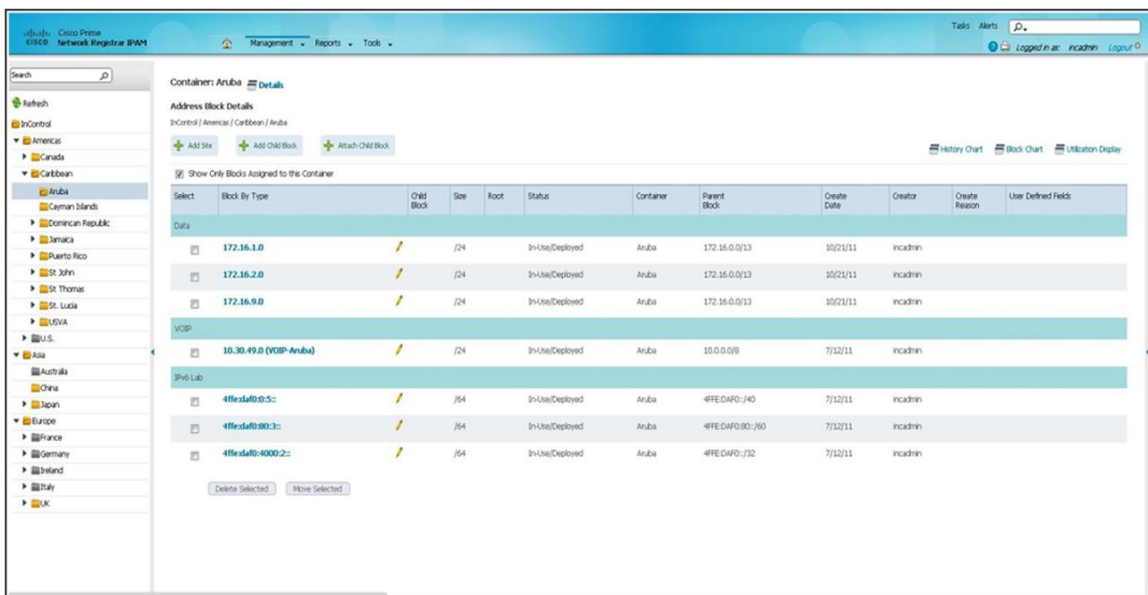 Cisco Prime
CISCO Network Registrar IPAM
Management Reports Tools
Tasks Alerts
Logged in as: incadmin Logout
Search
Refresh
InControl
Americas
Canada
Caribbean
Aruba
Cayman Islands
Dominican Republic
Jamaica
Puerto Rico
St John
St Thomas
St. Lucia
USVA
U.S.
Asia
Australia
China
Japan
Europe
France
Germany
Ireland
Italy
UK
Container: Aruba Details
Address Block Details
InControl / Americas / Caribbean / Aruba
Add Site Add Child Block Attach Child Block
History Chart Block Chart Utilization Display
Show Only Blocks Assigned to this Container
Select Block By Type Child Block Size Root Status Container Parent Block Create Date Creator Create Reason User Defined Fields
Data
172.16.1.0 /24 In-Use/Deployed Aruba 172.16.0.0/13 10/21/11 incadmin
172.16.2.0 /24 In-Use/Deployed Aruba 172.16.0.0/13 10/21/11 incadmin
172.16.9.0 /24 In-Use/Deployed Aruba 172.16.0.0/13 10/21/11 incadmin
VOIP
10.30.49.0 (VOIP-Aruba) /24 In-Use/Deployed Aruba 10.0.0.0/8 7/12/11 incadmin
IPv6 Lab
4ffe:daf0:0:5:: /64 In-Use/Deployed Aruba 4FFE:DAF0::/40 7/12/11 incadmin
4ffe:daf0:80:3:: /64 In-Use/Deployed Aruba 4FFE:DAF0:80::/60 7/12/11 incadmin
4ffe:daf0:4000:2:: /64 In-Use/Deployed Aruba 4FFE:DAF0::/32 7/12/11 incadmin
Delete Selected Move Selected